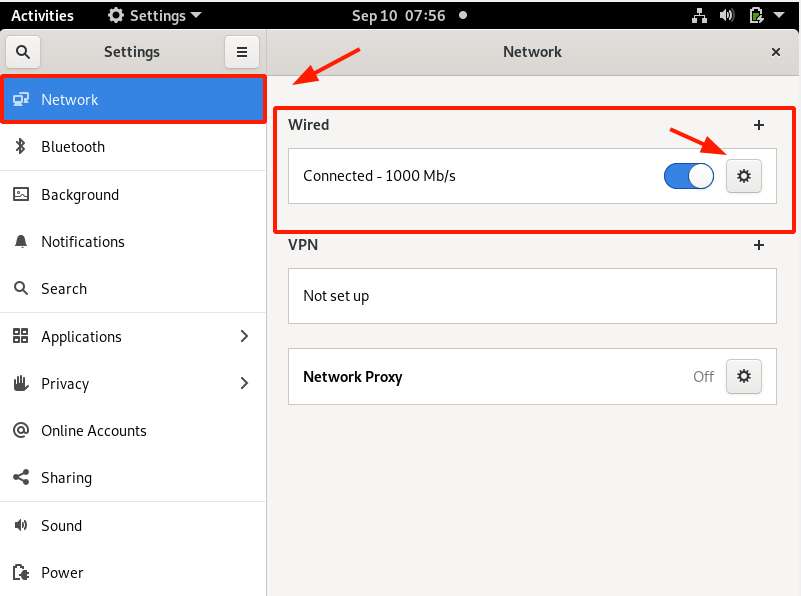 Activities Settings Sep 10 07:56
Settings Network
Network
Bluetooth
Background
Notifications
Search
Applications
Privacy
Online Accounts
Sharing
Sound
Power
Wired
Connected - 1000 Mb/s
VPN
Not set up
Network Proxy Off